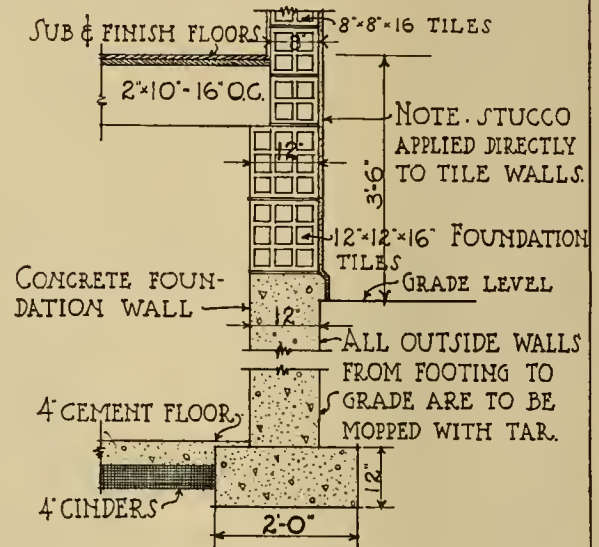 8"×8"×16 TILES
SUB & FINISH FLOORS
8"
2"×10"-16" O.C.
NOTE. STUCCO
APPLIED DIRECTLY
TO TILE WALLS.
12"
3'-6"
12"×12"×16" FOUNDATION
TILES
GRADE LEVEL
CONCRETE FOUN-
DATION WALL
12"
ALL OUTSIDE WALLS
FROM FOOTING TO
GRADE ARE TO BE
MOPPED WITH TAR.
4" CEMENT FLOOR
12"
4" CINDERS
2'-0"